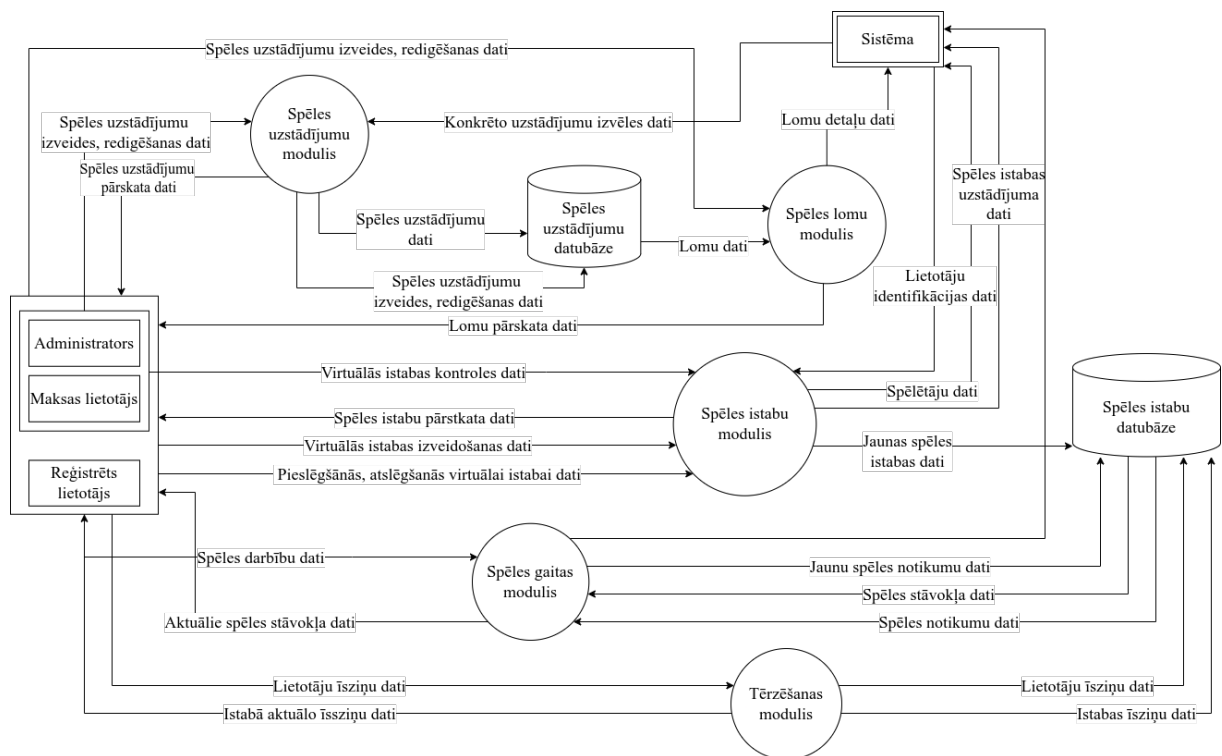 Sistēma
Spēles uzstādījumu izveides, redigēšanas dati
Spēles
uzstādījumu
modulis
Spēles uzstādījumu
izveides, redigēšanas dati
Konkrēto uzstādījumu izvēles dati
Lomu detaļu dati
Spēles uzstādījumu
pārskata dati
Spēles istabas
uzstādījuma
dati
Spēles
uzstādījumu
datubāze
Spēles lomu
modulis
Spēles uzstādījumu
dati
Lomu dati
Spēles uzstādījumu
izveides, redigēšanas dati
Lietotāju
identifikācijas dati
Lomu pārskata dati
Administrators
Maksas lietotājs
Reģistrēts
lietotājs
Virtuālās istabas kontroles dati
Spēlētāju dati
Spēles istabu pārstkata dati
Spēles istabu
modulis
Spēles istabu
datubāze
Virtuālās istabas izveidošanas dati
Jaunas spēles
istabas dati
Pieslēgšānās, atslēgšanās virtuālai istabai dati
Spēles darbību dati
Spēles gaitas
modulis
Jaunu spēles notikumu dati
Spēles stāvokļa dati
Aktuālie spēles stāvokļa dati
Spēles notikumu dati
Lietotāju īsziņu dati
Tērzēšanas
modulis
Lietotāju īsziņu dati
Istabā aktuālo īssziņu dati
Istabas īsziņu dati